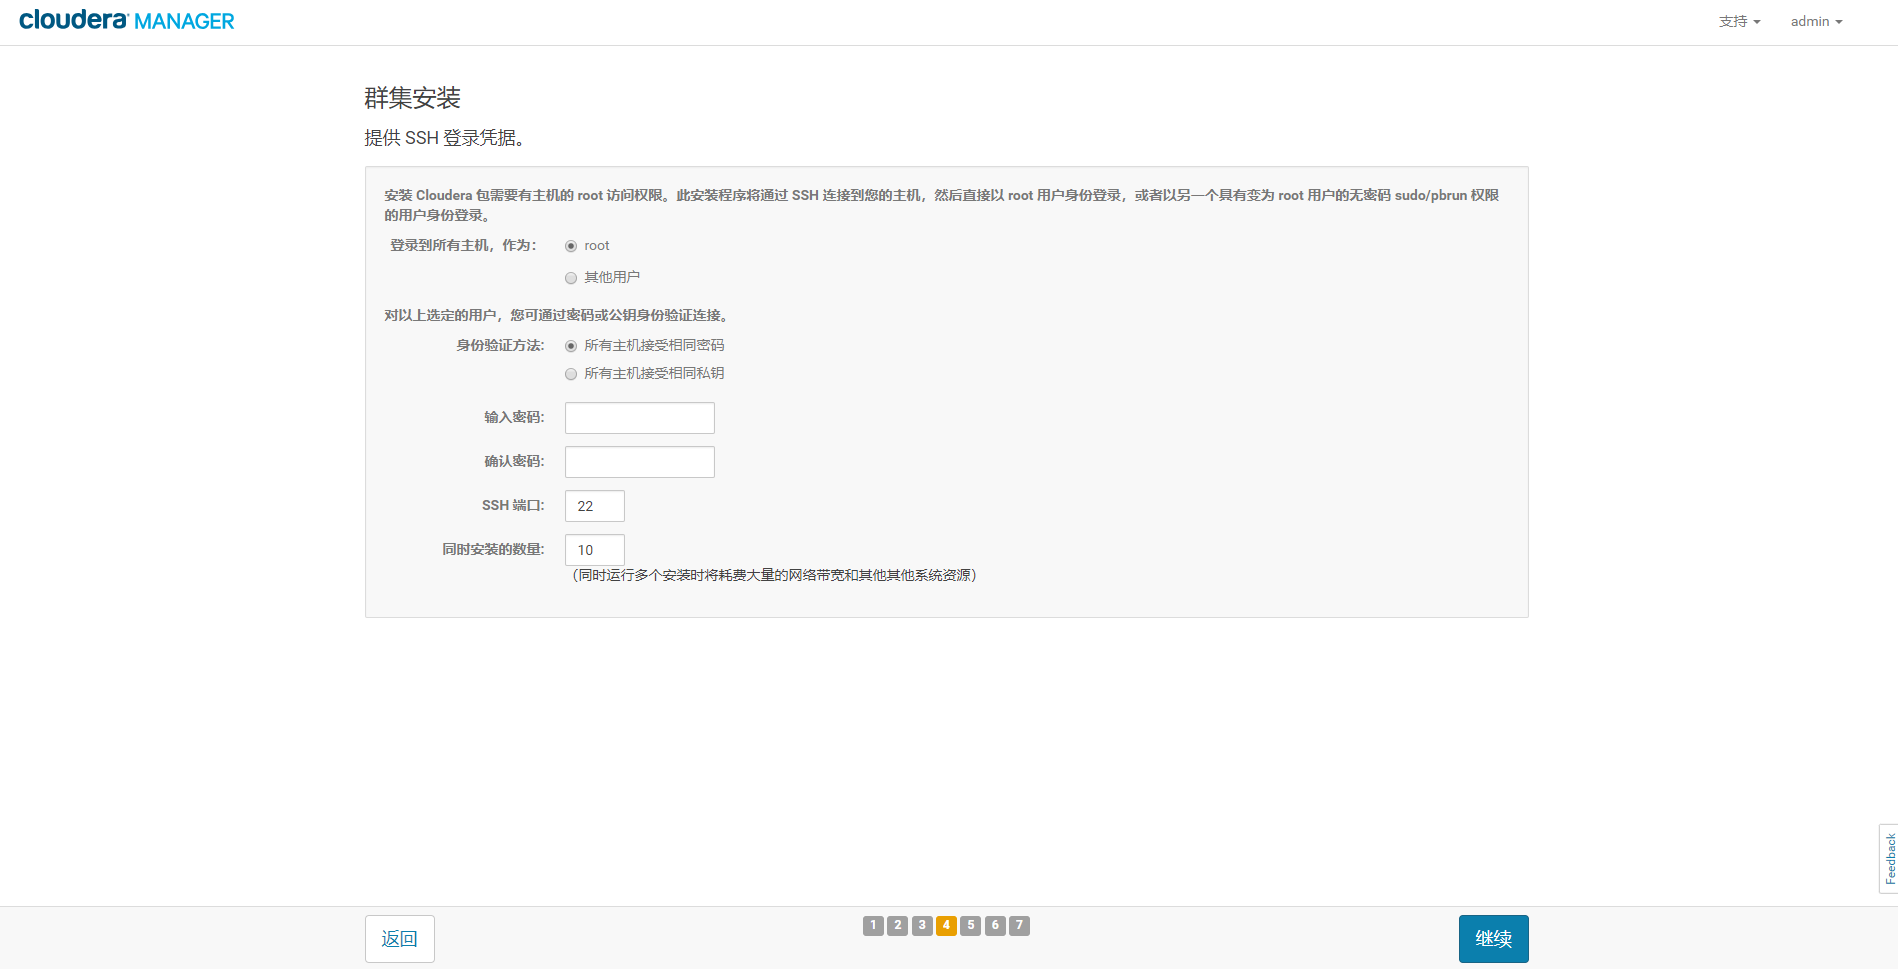 cloudera MANAGER
支持
admin
群集安装
提供 SSH 登录凭据。
安装 Cloudera 包需要有主机的 root 访问权限。此安装程序将通过 SSH 连接到您的主机，然后直接以 root 用户身份登录，或者以另一个具有变为 root 用户的无密码 sudo/pbrun 权限
的用户身份登录。
登录到所有主机，作为：
root
其他用户
对以上选定的用户，您可通过密码或公钥身份验证连接。
身份验证方法:
所有主机接受相同密码
所有主机接受相同私钥
输入密码:
确认密码:
SSH 端口:
22
同时安装的数量:
10
（同时运行多个安装时将耗费大量的网络带宽和其他其他系统资源）
Feedback
返回
1 2 3 4 5 6 7
继续